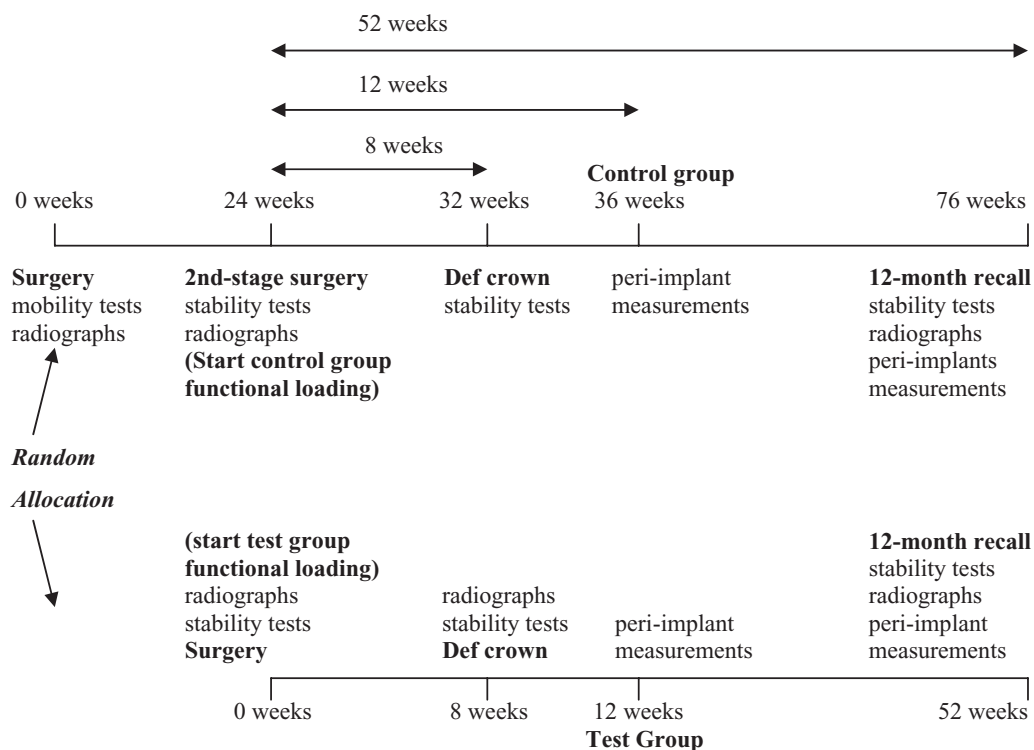 52 weeks
12 weeks
8 weeks
Control group
0 weeks 24 weeks 32 weeks 36 weeks 76 weeks
Surgery 2nd-stage surgery Def crown peri-implant 12-month recall
mobility tests stability tests stability tests measurements stability tests
radiographs radiographs radiographs
(Start control group peri-implants
functional loading) measurements
Random
Allocation
(start test group 12-month recall
functional loading) stability tests
radiographs radiographs radiographs
stability tests stability tests peri-implant peri-implant
Surgery Def crown measurements measurements
0 weeks 8 weeks 12 weeks 52 weeks
Test Group